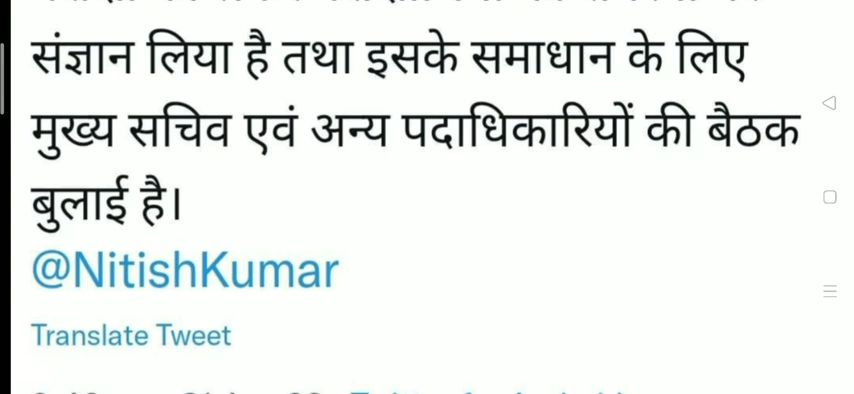 संज्ञान लिया है तथा इसके समाधान के लिए
मुख्य सचिव एवं अन्य पदाधिकारियों की बैठक
बुलाई है।
@NitishKumar
Translate Tweet